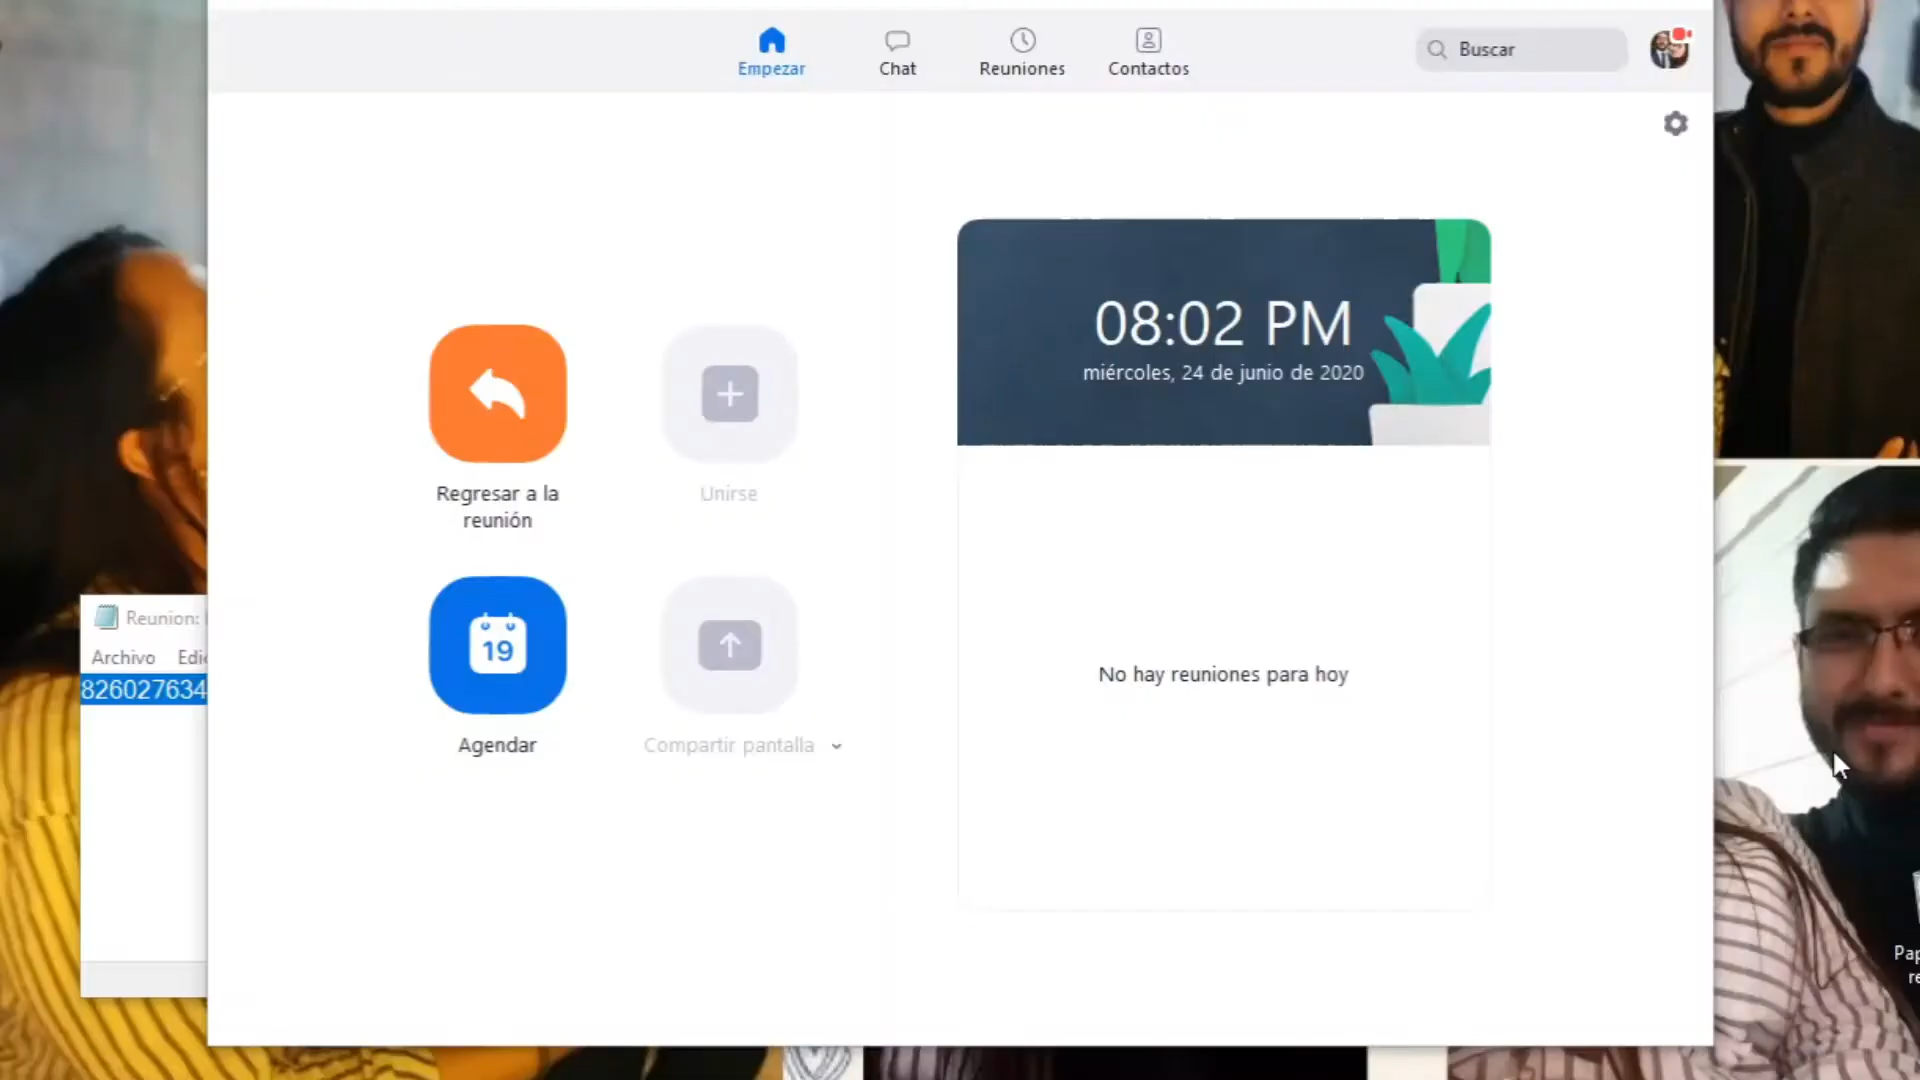 Empezar
Chat
Reuniones
Contactos
Buscar
08:02 PM
miércoles, 24 de junio de 2020
Regresar a la
reunión
Unirse
19
Agendar
Compartir pantalla
No hay reuniones para hoy
Reunion:
Archivo
826027634